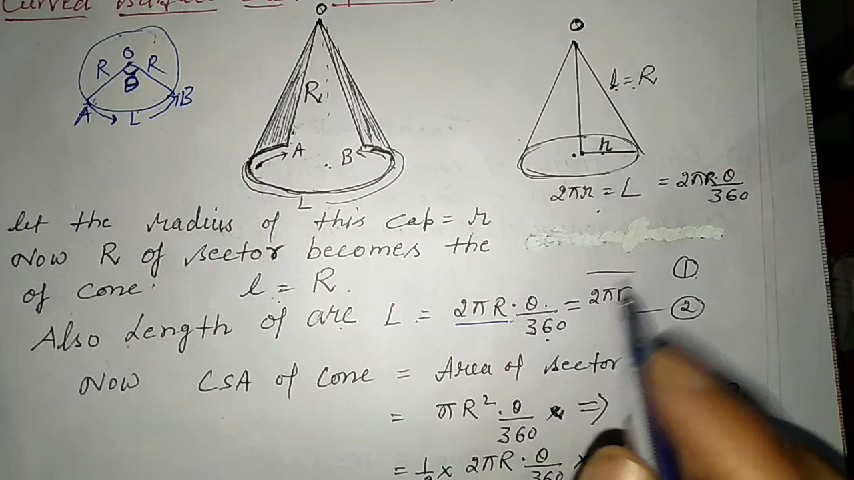 Curved
O
R R
θ
A L B
O
R
A B
L
O
l = R
r
2πr = L = 2πR·θ/360
let the radius of this cap = r
Now R of sector becomes the
of cone l = R. ①
Also length of arc L = 2πR·θ/360 = 2πr — ②
Now CSA of Cone = Area of sector
= πR²·θ/360 ⇒
= 1/2 × 2πR·θ/360 ×